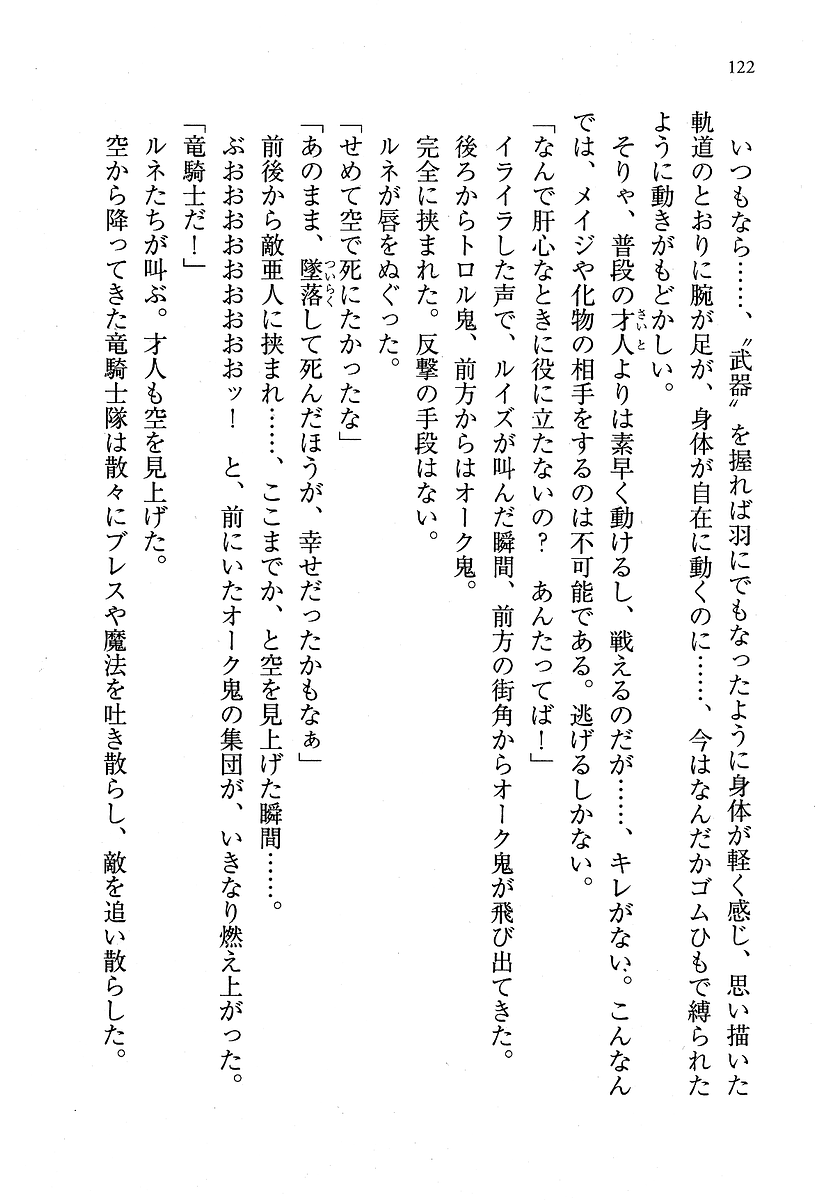 122
いつもなら……、〝武器〟を握れば羽にでもなったように身体が軽く感じ、思い描いた
軌道のとおりに腕が足が、身体が自在に動くのに……、今はなんだかゴムひもで縛られた
ように動きがもどかしい。
そりゃ、普段の才人よりは素早く動けるし、戦えるのだが……、キレがない。こんなん
では、メイジや化物の相手をするのは不可能である。逃げるしかない。
「なんで肝心なときに役に立たないの？　あんたってば！」
イライラした声で、ルイズが叫んだ瞬間、前方の街角からオーク鬼が飛び出てきた。
後ろからトロル鬼、前方からはオーク鬼。
完全に挟まれた。反撃の手段はない。
ルネが唇をぬぐった。
「せめて空で死にたかったな」
「あのまま、墜落して死んだほうが、幸せだったかもなぁ」
前後から敵亜人に挟まれ……、ここまでか、と空を見上げた瞬間……。
ぶおおおおおおおおおッ！　と、前にいたオーク鬼の集団が、いきなり燃え上がった。
「竜騎士だ！」
ルネたちが叫ぶ。才人も空を見上げた。
空から降ってきた竜騎士隊は散々にブレスや魔法を吐き散らし、敵を追い散らした。